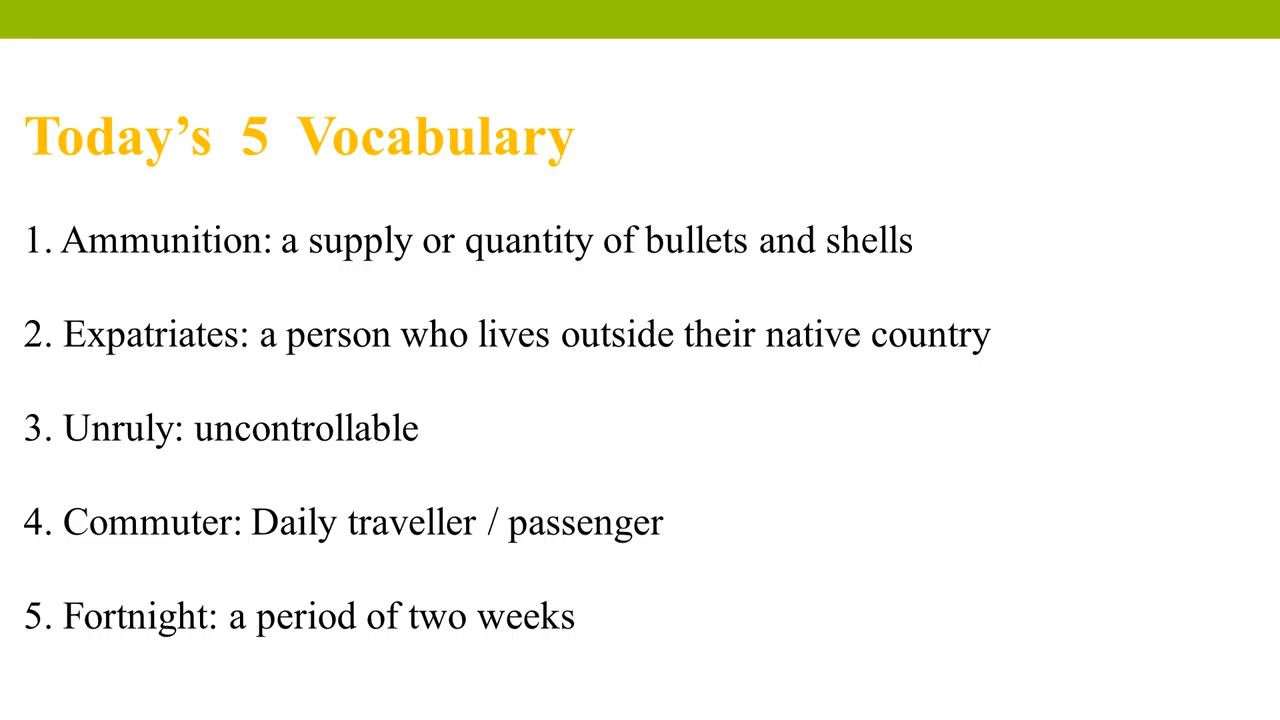 Today’s 5 Vocabulary
1. Ammunition: a supply or quantity of bullets and shells
2. Expatriates: a person who lives outside their native country
3. Unruly: uncontrollable
4. Commuter: Daily traveller / passenger
5. Fortnight: a period of two weeks